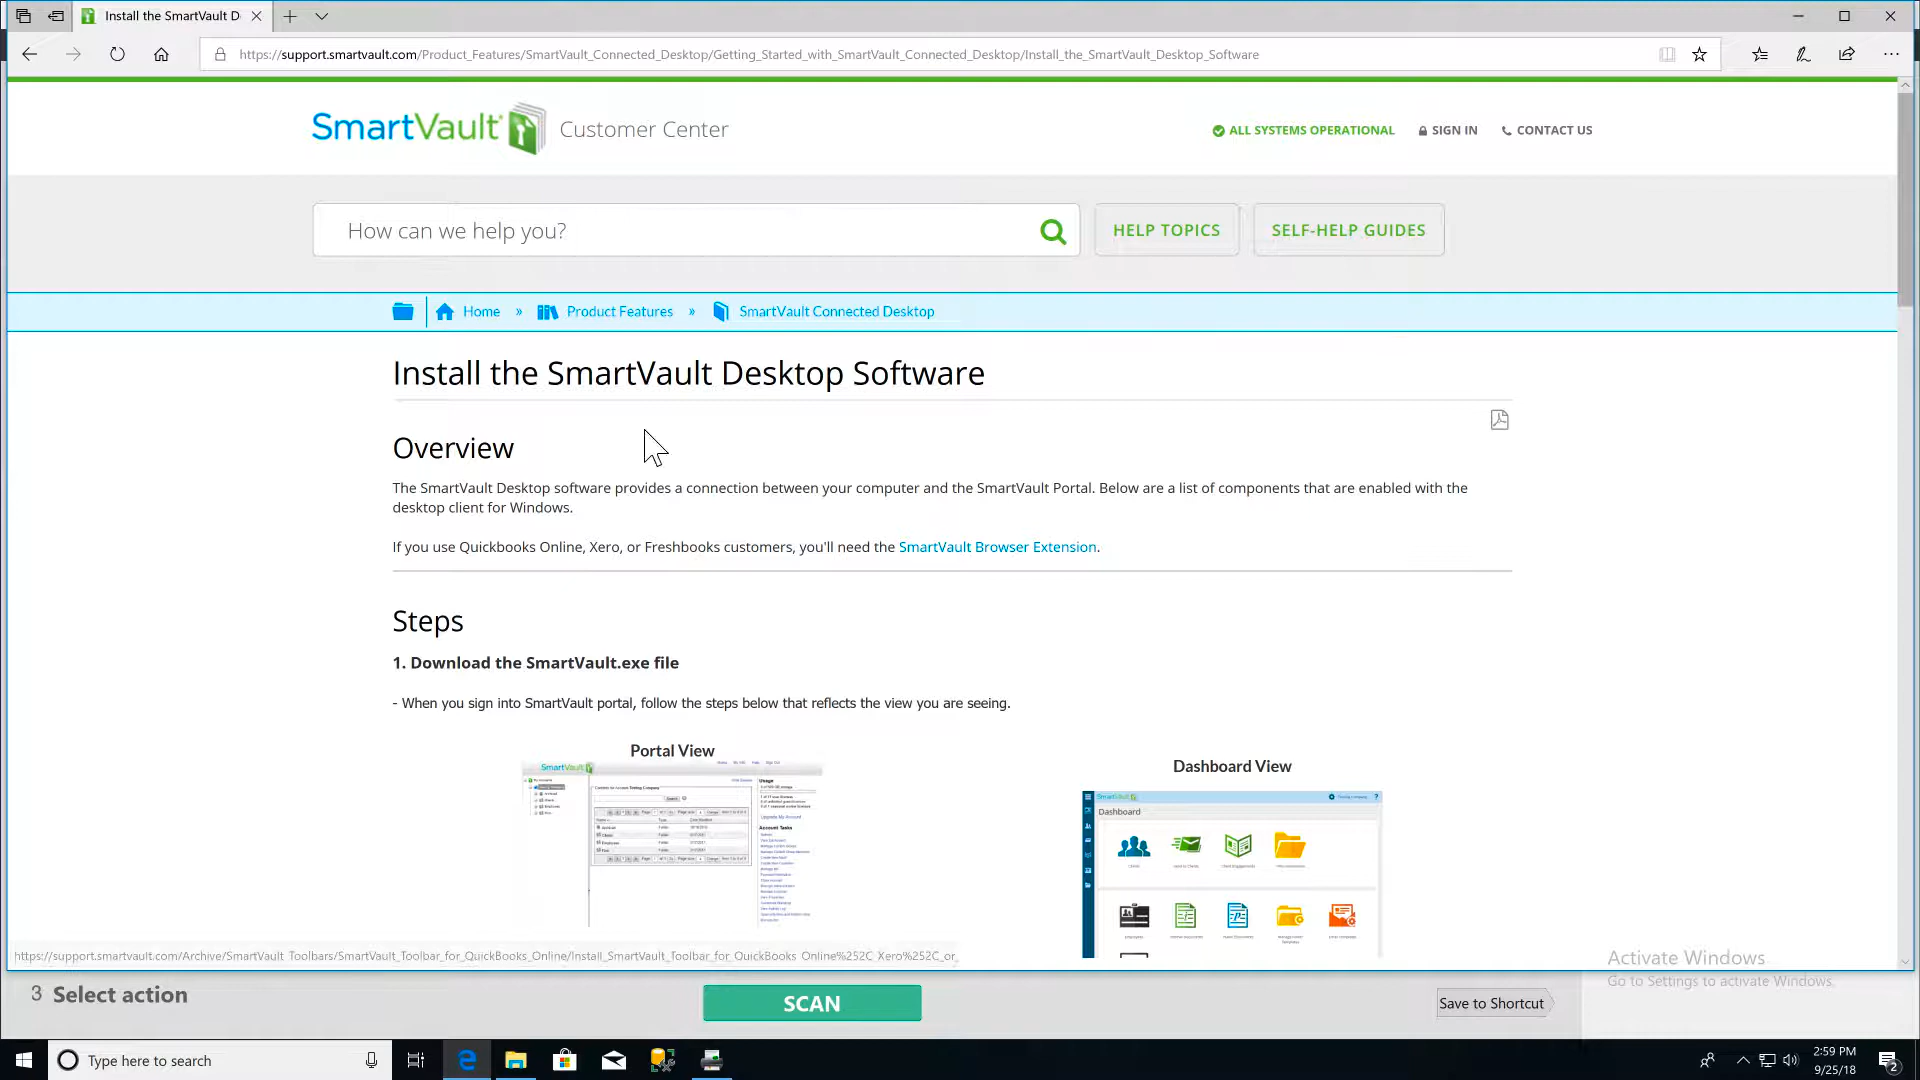 Install the SmartVault D
https://support.smartvault.com/Product_Features/SmartVault_Connected_Desktop/Getting_Started_with_SmartVault_Connected_Desktop/Install_the_SmartVault_Desktop_Software
SmartVault Customer Center
ALL SYSTEMS OPERATIONAL SIGN IN CONTACT US
How can we help you? HELP TOPICS SELF-HELP GUIDES
Home » Product Features » SmartVault Connected Desktop
Install the SmartVault Desktop Software
Overview
The SmartVault Desktop software provides a connection between your computer and the SmartVault Portal. Below are a list of components that are enabled with the
desktop client for Windows.
If you use Quickbooks Online, Xero, or Freshbooks customers, you'll need the SmartVault Browser Extension.
Steps
1. Download the SmartVault.exe file
- When you sign into SmartVault portal, follow the steps below that reflects the view you are seeing.
Portal View
Dashboard View
SmartVault
Usage
Account Tasks
SmartVault
Dashboard
https://support.smartvault.com/Archive/SmartVault_Toolbars/SmartVault_Toolbar_for_QuickBooks_Online/Install_SmartVault_Toolbar_for_QuickBooks_Online%252C_Xero%252C_or_
Activate Windows
Go to Settings to activate Windows.
3 Select action
SCAN
Save to Shortcut
Type here to search
2:59 PM
9/25/18
2